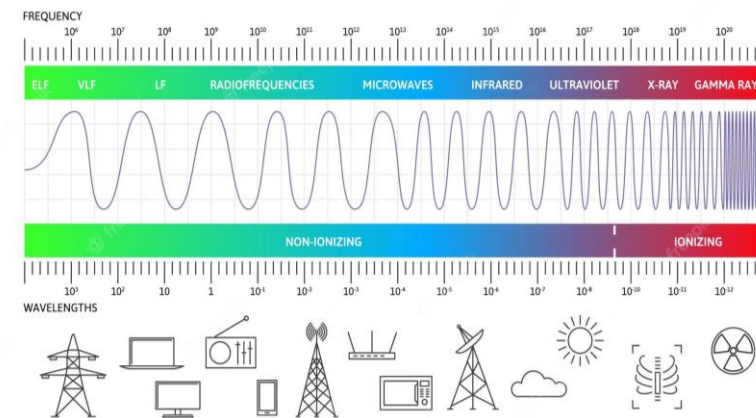 FREQUENCY
10⁶ 10⁷ 10⁸ 10⁹ 10¹⁰ 10¹¹ 10¹² 10¹³ 10¹⁴ 10¹⁵ 10¹⁶ 10¹⁷ 10¹⁸ 10¹⁹ 10²⁰
ELF VLF LF RADIOFREQUENCIES MICROWAVES INFRARED ULTRAVIOLET X-RAY GAMMA RAY
NON-IONIZING IONIZING
10³ 10² 10 1 10⁻¹ 10⁻² 10⁻³ 10⁻⁴ 10⁻⁵ 10⁻⁶ 10⁻⁷ 10⁻⁸ 10⁻¹⁰ 10⁻¹¹ 10⁻¹²
WAVELENGTHS